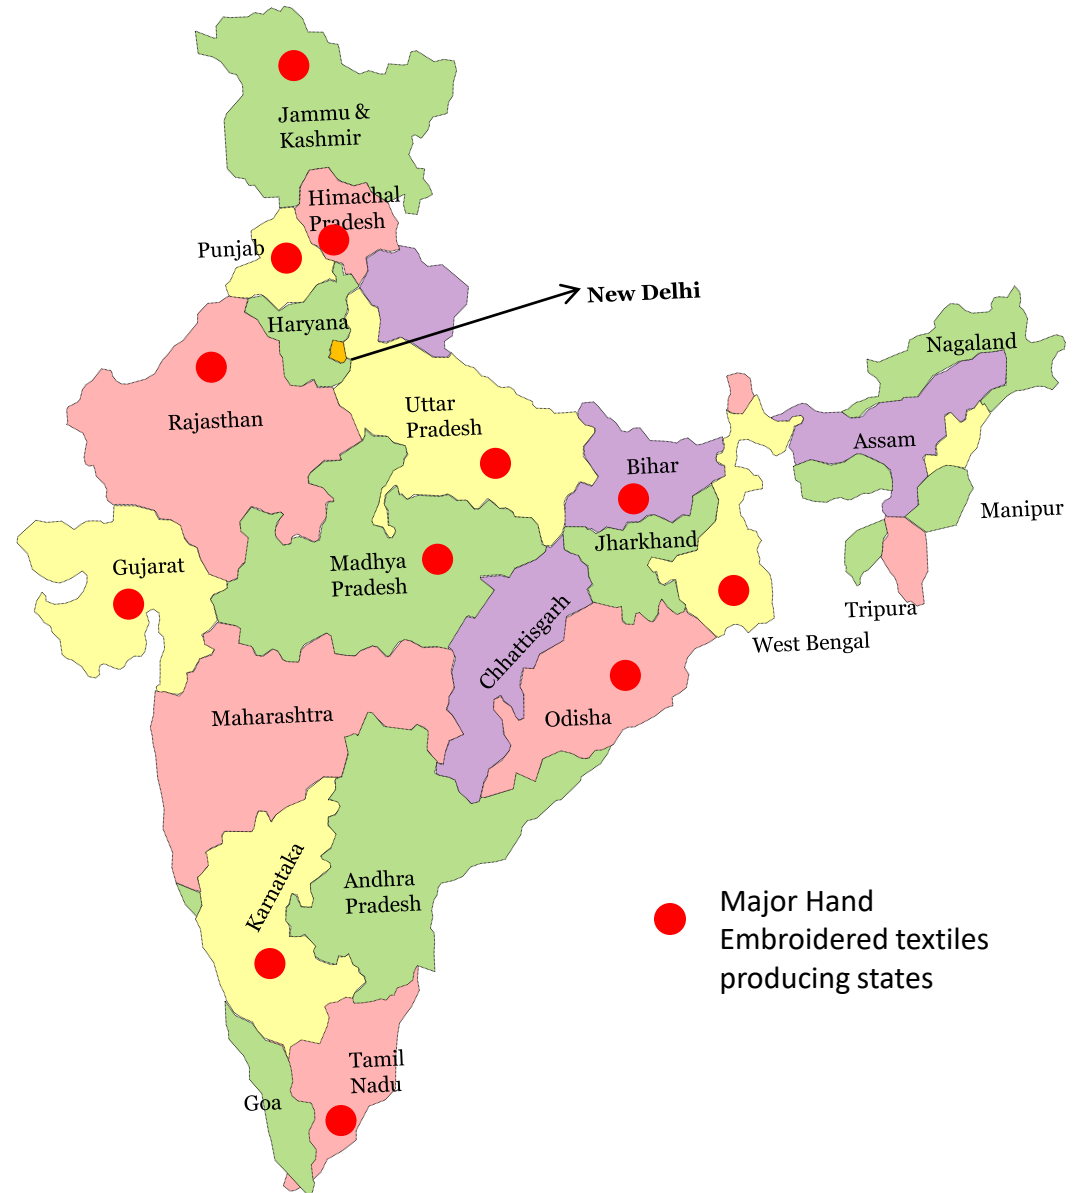 Jammu &
Kashmir
Himachal
Pradesh
Punjab
New Delhi
Haryana
Nagaland
Rajasthan
Uttar
Pradesh
Assam
Bihar
Manipur
Jharkhand
Gujarat
Madhya
Pradesh
Tripura
Chhattisgarh
West Bengal
Maharashtra
Odisha
Karnataka
Andhra
Pradesh
Major Hand
Embroidered textiles
producing states
Tamil
Nadu
Goa